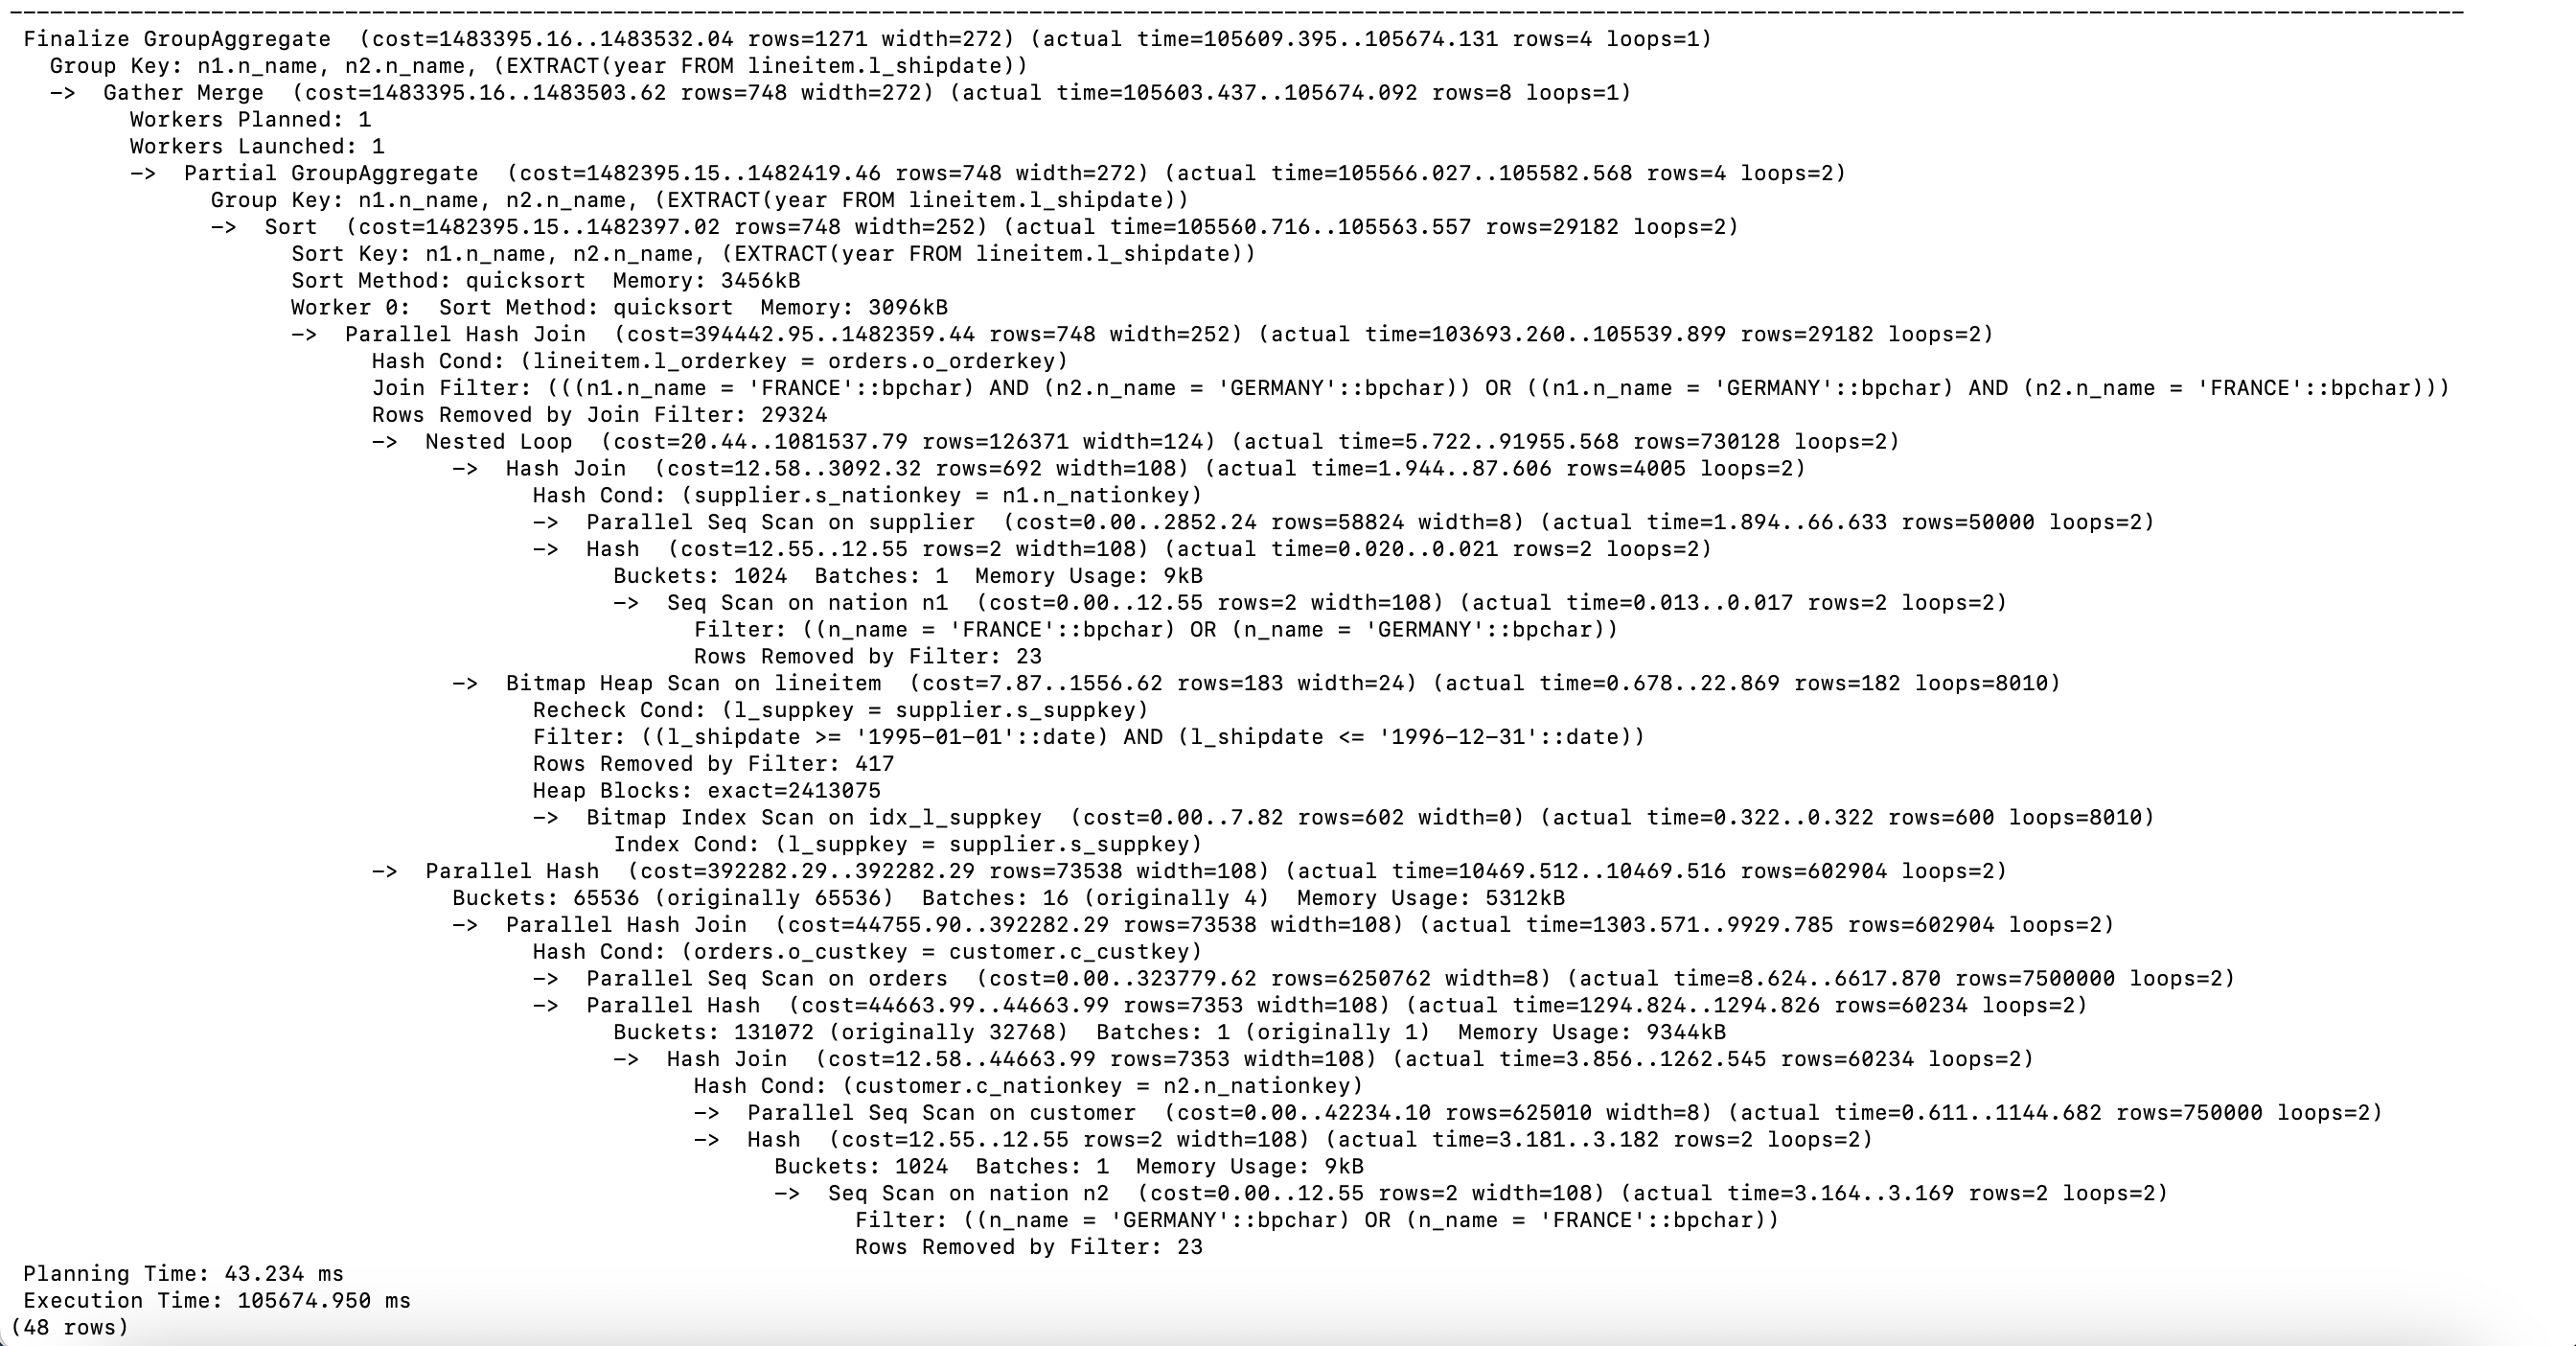 Finalize GroupAggregate  (cost=1483395.16..1483532.04 rows=1271 width=272) (actual time=105609.395..105674.131 rows=4 loops=1)
  Group Key: n1.n_name, n2.n_name, (EXTRACT(year FROM lineitem.l_shipdate))
  ->  Gather Merge  (cost=1483395.16..1483503.62 rows=748 width=272) (actual time=105603.437..105674.092 rows=8 loops=1)
        Workers Planned: 1
        Workers Launched: 1
        ->  Partial GroupAggregate  (cost=1482395.15..1482419.46 rows=748 width=272) (actual time=105566.027..105582.568 rows=4 loops=2)
              Group Key: n1.n_name, n2.n_name, (EXTRACT(year FROM lineitem.l_shipdate))
              ->  Sort  (cost=1482395.15..1482397.02 rows=748 width=252) (actual time=105560.716..105563.557 rows=29182 loops=2)
                    Sort Key: n1.n_name, n2.n_name, (EXTRACT(year FROM lineitem.l_shipdate))
                    Sort Method: quicksort  Memory: 3456kB
                    Worker 0:  Sort Method: quicksort  Memory: 3096kB
                    ->  Parallel Hash Join  (cost=394442.95..1482359.44 rows=748 width=252) (actual time=103693.260..105539.899 rows=29182 loops=2)
                          Hash Cond: (lineitem.l_orderkey = orders.o_orderkey)
                          Join Filter: (((n1.n_name = 'FRANCE'::bpchar) AND (n2.n_name = 'GERMANY'::bpchar)) OR ((n1.n_name = 'GERMANY'::bpchar) AND (n2.n_name = 'FRANCE'::bpchar)))
                          Rows Removed by Join Filter: 29324
                          ->  Nested Loop  (cost=20.44..1081537.79 rows=126371 width=124) (actual time=5.722..91955.568 rows=730128 loops=2)
                                ->  Hash Join  (cost=12.58..3092.32 rows=692 width=108) (actual time=1.944..87.606 rows=4005 loops=2)
                                      Hash Cond: (supplier.s_nationkey = n1.n_nationkey)
                                      ->  Parallel Seq Scan on supplier  (cost=0.00..2852.24 rows=58824 width=8) (actual time=1.894..66.633 rows=50000 loops=2)
                                      ->  Hash  (cost=12.55..12.55 rows=2 width=108) (actual time=0.020..0.021 rows=2 loops=2)
                                            Buckets: 1024  Batches: 1  Memory Usage: 9kB
                                            ->  Seq Scan on nation n1  (cost=0.00..12.55 rows=2 width=108) (actual time=0.013..0.017 rows=2 loops=2)
                                                  Filter: ((n_name = 'FRANCE'::bpchar) OR (n_name = 'GERMANY'::bpchar))
                                                  Rows Removed by Filter: 23
                                ->  Bitmap Heap Scan on lineitem  (cost=7.87..1556.62 rows=183 width=24) (actual time=0.678..22.869 rows=182 loops=8010)
                                      Recheck Cond: (l_suppkey = supplier.s_suppkey)
                                      Filter: ((l_shipdate >= '1995-01-01'::date) AND (l_shipdate <= '1996-12-31'::date))
                                      Rows Removed by Filter: 417
                                      Heap Blocks: exact=2413075
                                      ->  Bitmap Index Scan on idx_l_suppkey  (cost=0.00..7.82 rows=602 width=0) (actual time=0.322..0.322 rows=600 loops=8010)
                                            Index Cond: (l_suppkey = supplier.s_suppkey)
                          ->  Parallel Hash  (cost=392282.29..392282.29 rows=73538 width=108) (actual time=10469.512..10469.516 rows=602904 loops=2)
                                Buckets: 65536 (originally 65536)  Batches: 16 (originally 4)  Memory Usage: 5312kB
                                ->  Parallel Hash Join  (cost=44755.90..392282.29 rows=73538 width=108) (actual time=1303.571..9929.785 rows=602904 loops=2)
                                      Hash Cond: (orders.o_custkey = customer.c_custkey)
                                      ->  Parallel Seq Scan on orders  (cost=0.00..323779.62 rows=6250762 width=8) (actual time=8.624..6617.870 rows=7500000 loops=2)
                                      ->  Parallel Hash  (cost=44663.99..44663.99 rows=7353 width=108) (actual time=1294.824..1294.826 rows=60234 loops=2)
                                            Buckets: 131072 (originally 32768)  Batches: 1 (originally 1)  Memory Usage: 9344kB
                                            ->  Hash Join  (cost=12.58..44663.99 rows=7353 width=108) (actual time=3.856..1262.545 rows=60234 loops=2)
                                                  Hash Cond: (customer.c_nationkey = n2.n_nationkey)
                                                  ->  Parallel Seq Scan on customer  (cost=0.00..42234.10 rows=625010 width=8) (actual time=0.611..1144.682 rows=750000 loops=2)
                                                  ->  Hash  (cost=12.55..12.55 rows=2 width=108) (actual time=3.181..3.182 rows=2 loops=2)
                                                        Buckets: 1024  Batches: 1  Memory Usage: 9kB
                                                        ->  Seq Scan on nation n2  (cost=0.00..12.55 rows=2 width=108) (actual time=3.164..3.169 rows=2 loops=2)
                                                              Filter: ((n_name = 'GERMANY'::bpchar) OR (n_name = 'FRANCE'::bpchar))
                                                              Rows Removed by Filter: 23
Planning Time: 43.234 ms
Execution Time: 105674.950 ms
(48 rows)